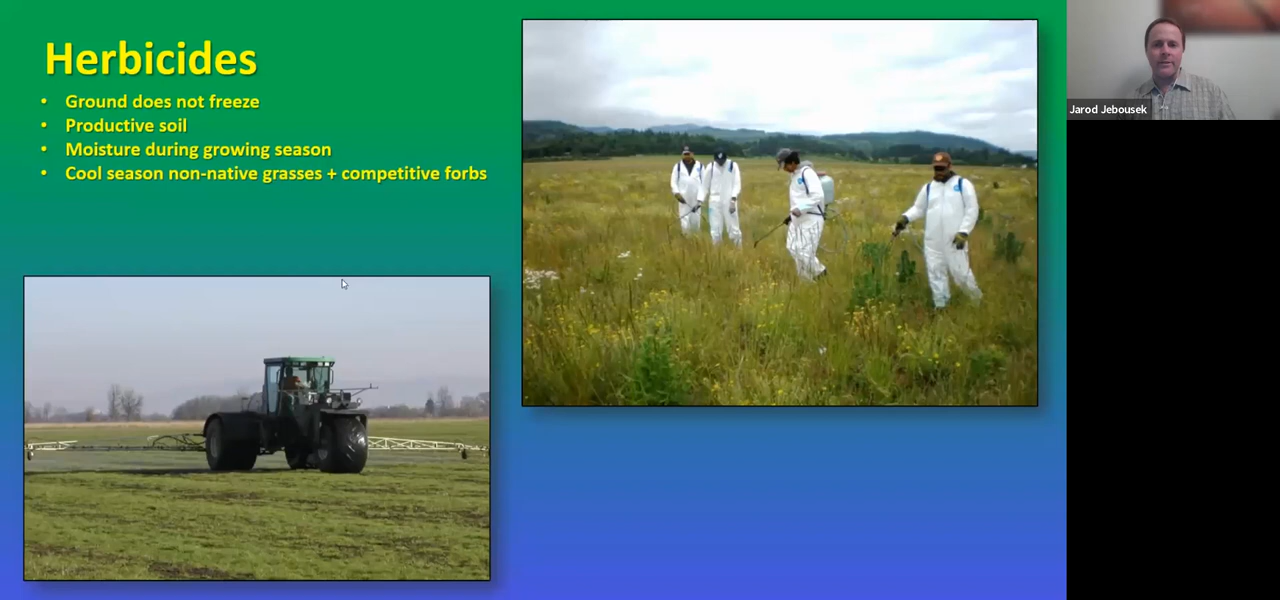 Herbicides
• Ground does not freeze
• Productive soil
• Moisture during growing season
• Cool season non-native grasses + competitive forbs
Jarod Jebousek